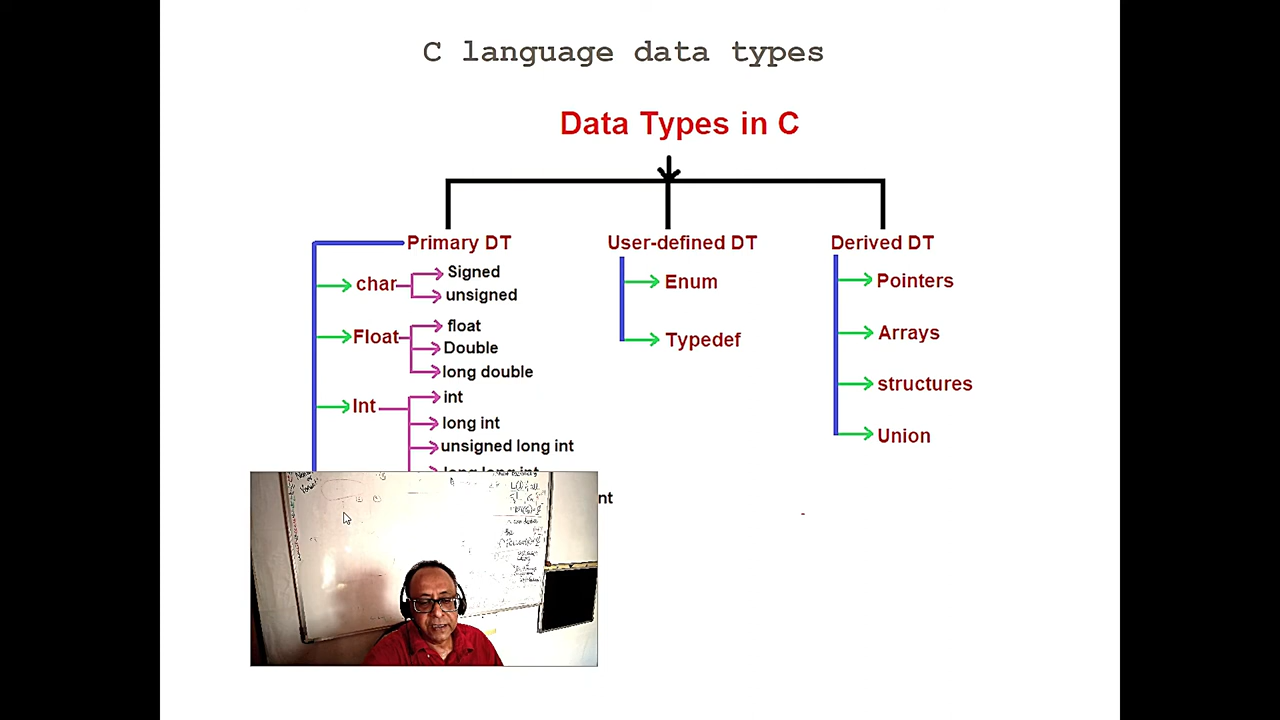 C language data types
Data Types in C
Primary DT
char
Signed
unsigned
Float
float
Double
long double
Int
int
long int
unsigned long int
long long int
nt
User-defined DT
Enum
Typedef
Derived DT
Pointers
Arrays
structures
Union